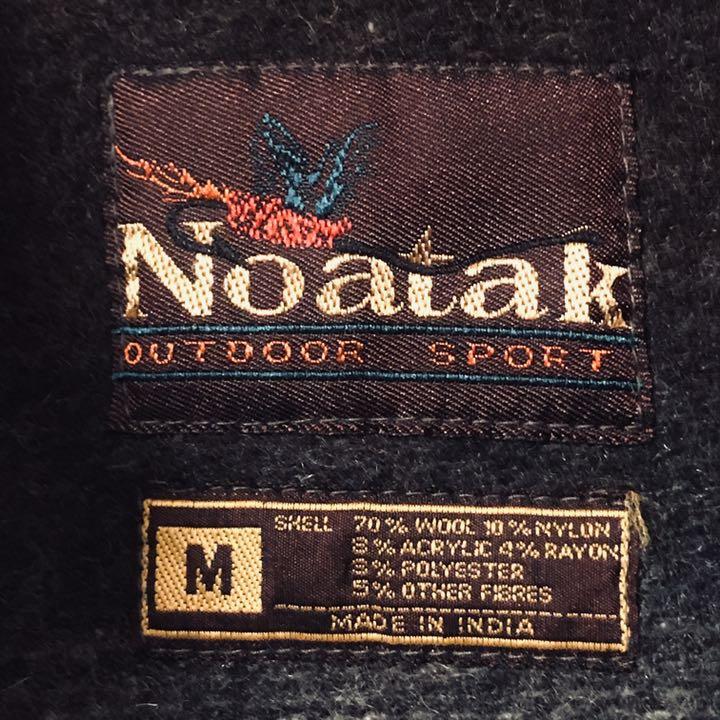 Noatak
OUTDOOR SPORT
M
SHELL 70% WOOL 10% NYLON
8% ACRYLIC 4% RAYON
3% POLYESTER
5% OTHER FIBRES
MADE IN INDIA